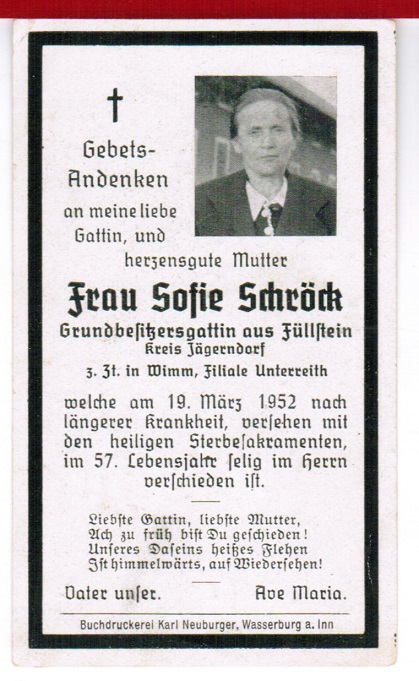 Gebets-
Andenken
an meine liebe
Gattin, und
herzensgute Mutter
Frau Sofie Schröck
Grundbesitzersgattin aus Füllstein
Kreis Jägerndorf
z. Zt. in Wimm, Filiale Unterreith
welche am 19. März 1952 nach
längerer Krankheit, versehen mit
den heiligen Sterbesakramenten,
im 57. Lebensjahr selig im Herrn
verschieden ist.
Liebste Gattin, liebste Mutter,
Ach zu früh bist Du geschieden!
Unseres Daseins heißes Flehen
Ist himmelwärts, auf Wiedersehen!
Vater unser. Ave Maria.
Buchdruckerei Karl Neuburger, Wasserburg a. Inn